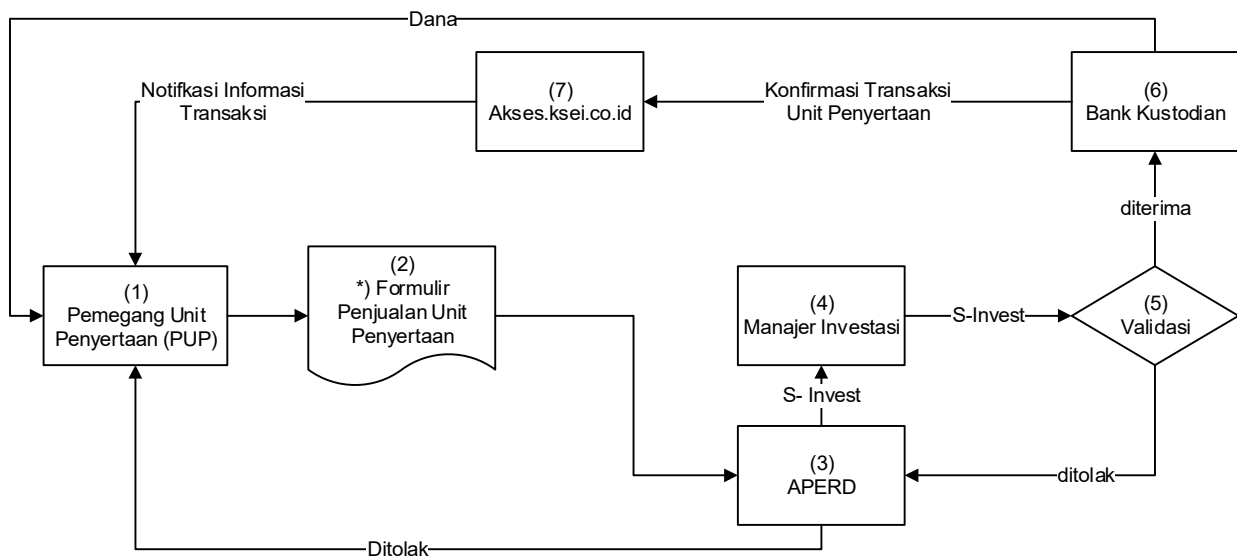 Dana
Notifkasi Informasi
Transaksi
(7)
Akses.ksei.co.id
Konfirmasi Transaksi
Unit Penyertaan
(6)
Bank Kustodian
diterima
(1)
Pemegang Unit
Penyertaan (PUP)
(2)
*) Formulir
Penjualan Unit
Penyertaan
(4)
Manajer Investasi
S-Invest
(5)
Validasi
S- Invest
(3)
APERD
ditolak
Ditolak